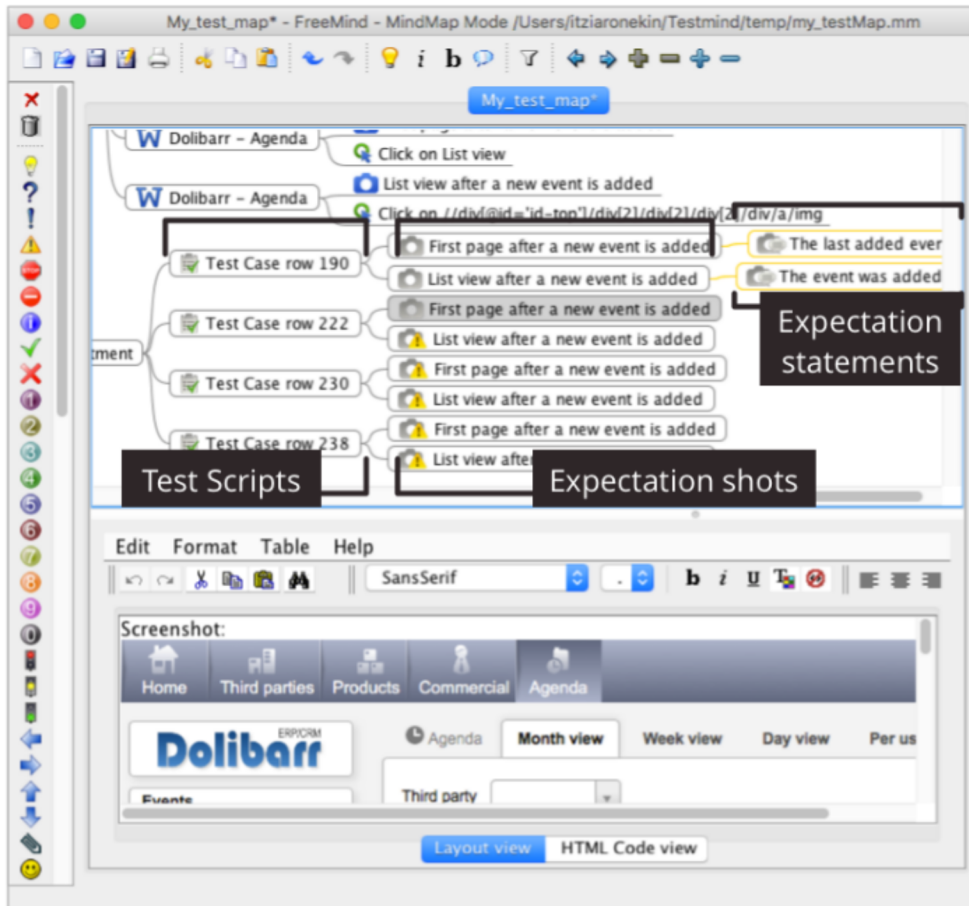 My_test_map* - FreeMind - MindMap Mode /Users/itziaronekin/Testmind/temp/my_testMap.mm
i b
My_test_map*
W Dolibarr - Agenda
Click on List view
List view after a new event is added
W Dolibarr - Agenda
Click on //div[@id='id-top']/div[2]/div[2]/div[2]/div/a/img
First page after a new event is added
The last added ever
Test Case row 190
List view after a new event is added
The event was added
First page after a new event is added
Expectation
statements
Test Case row 222
List view after a new event is added
tment
First page after a new event is added
Test Case row 230
List view after a new event is added
First page after a new event is added
Test Case row 238
List view after
Test Scripts
Expectation shots
Edit Format Table Help
SansSerif . b i U T
Screenshot:
Home Third parties Products Commercial Agenda
ERP/CRM
Dolibarr
Agenda Month view Week view Day view Per us
Third party
Events
Layout view HTML Code view